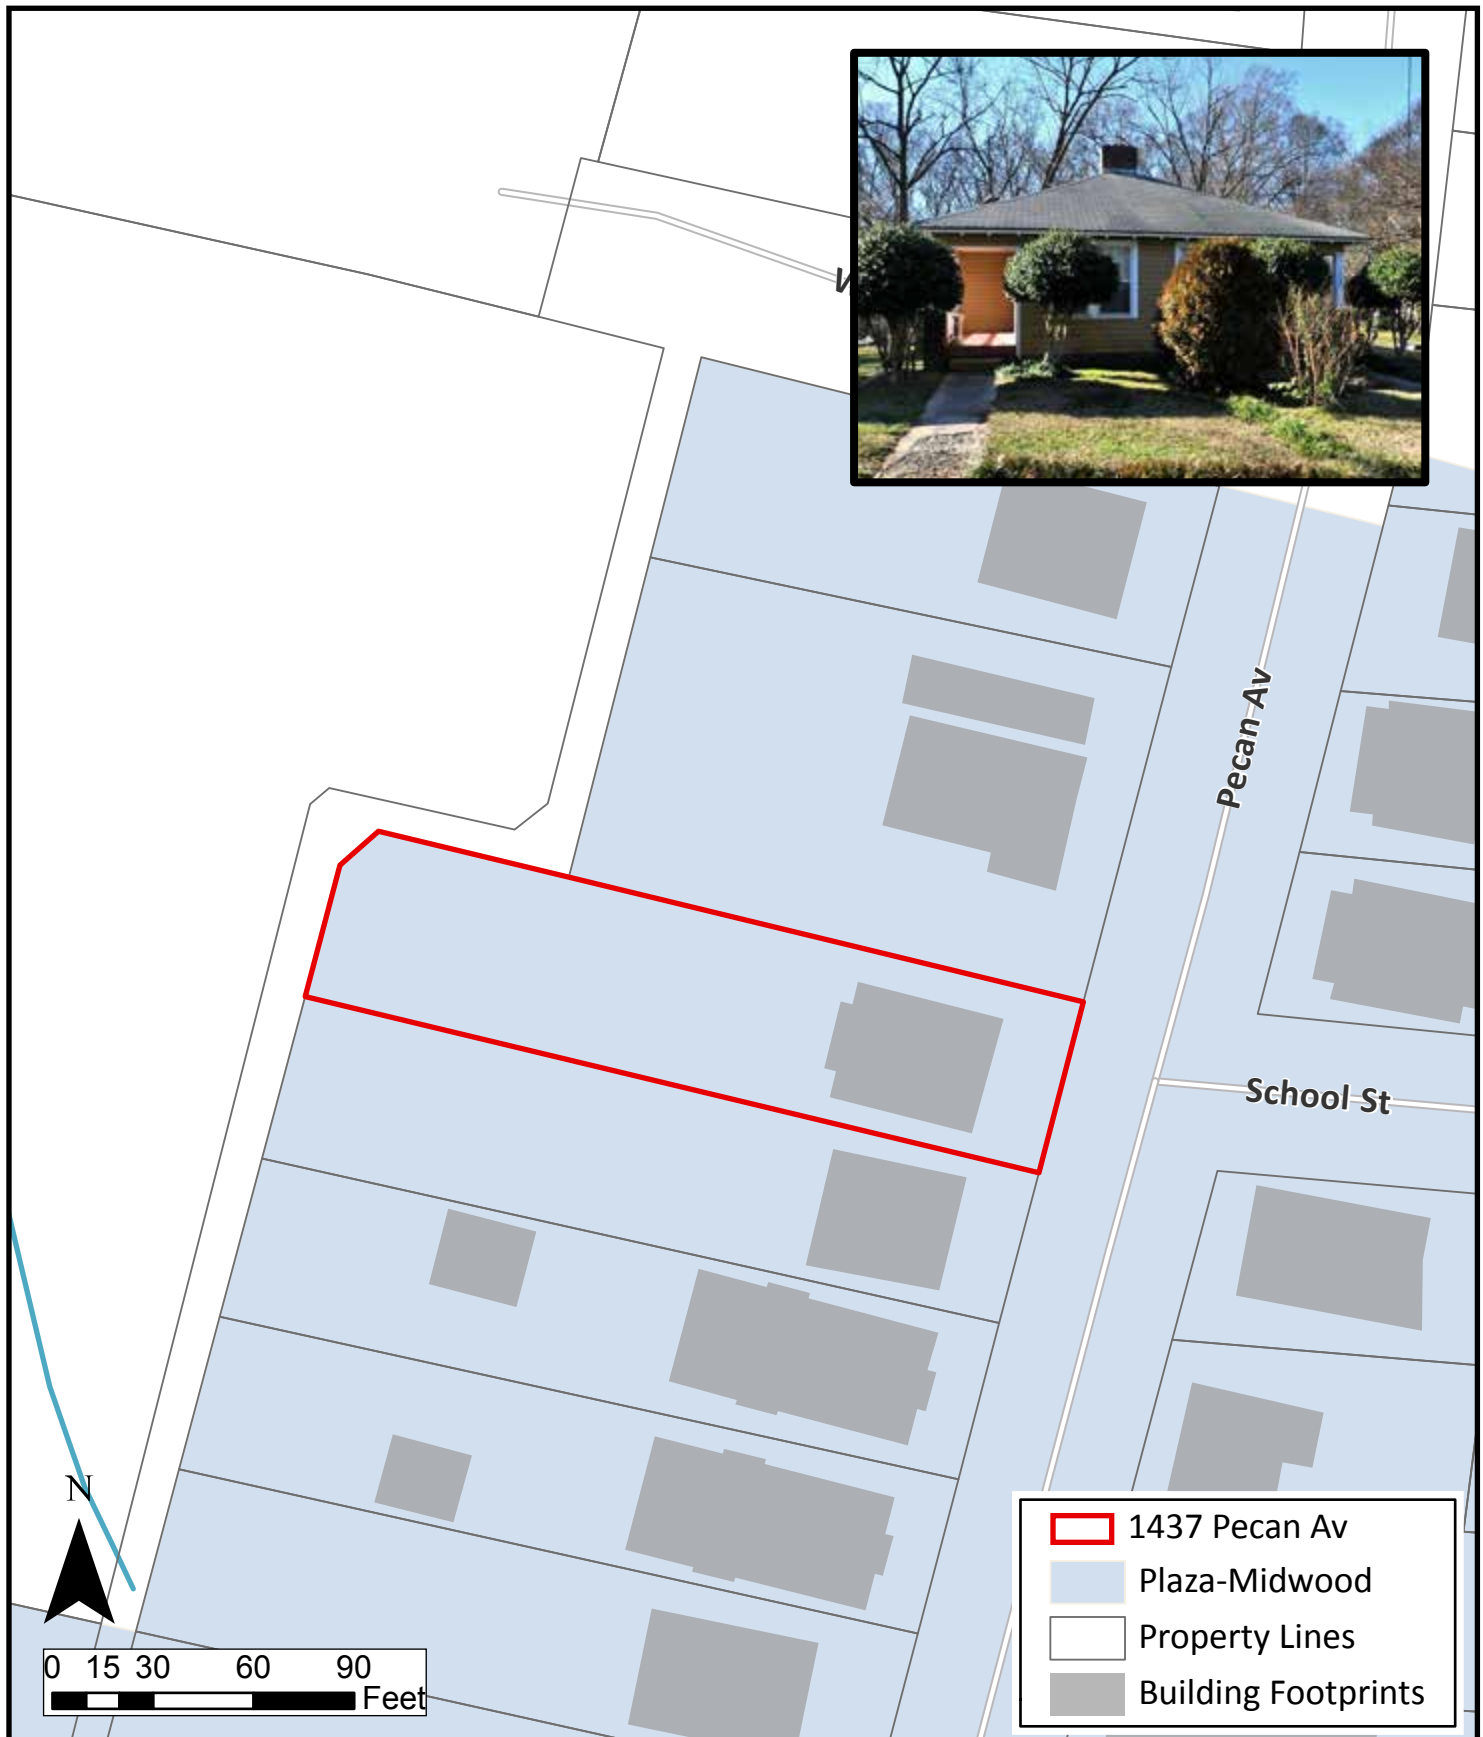 Pecan Av
School St
N
0 15 30 60 90
Feet
1437 Pecan Av
Plaza-Midwood
Property Lines
Building Footprints